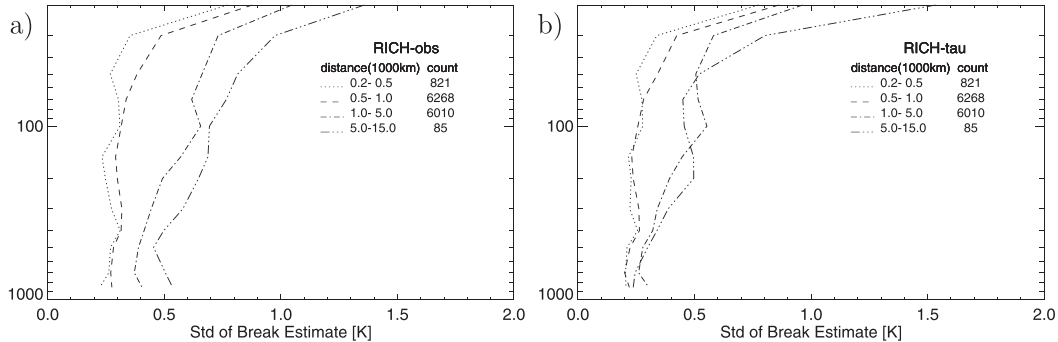 a)
RICH-obs
distance(1000km) count
0.2- 0.5 821
0.5- 1.0 6268
1.0- 5.0 6010
5.0-15.0 85
100
1000
0.0 0.5 1.0 1.5 2.0
Std of Break Estimate [K]
b)
RICH-tau
distance(1000km) count
0.2- 0.5 821
0.5- 1.0 6268
1.0- 5.0 6010
5.0-15.0 85
100
1000
0.0 0.5 1.0 1.5 2.0
Std of Break Estimate [K]